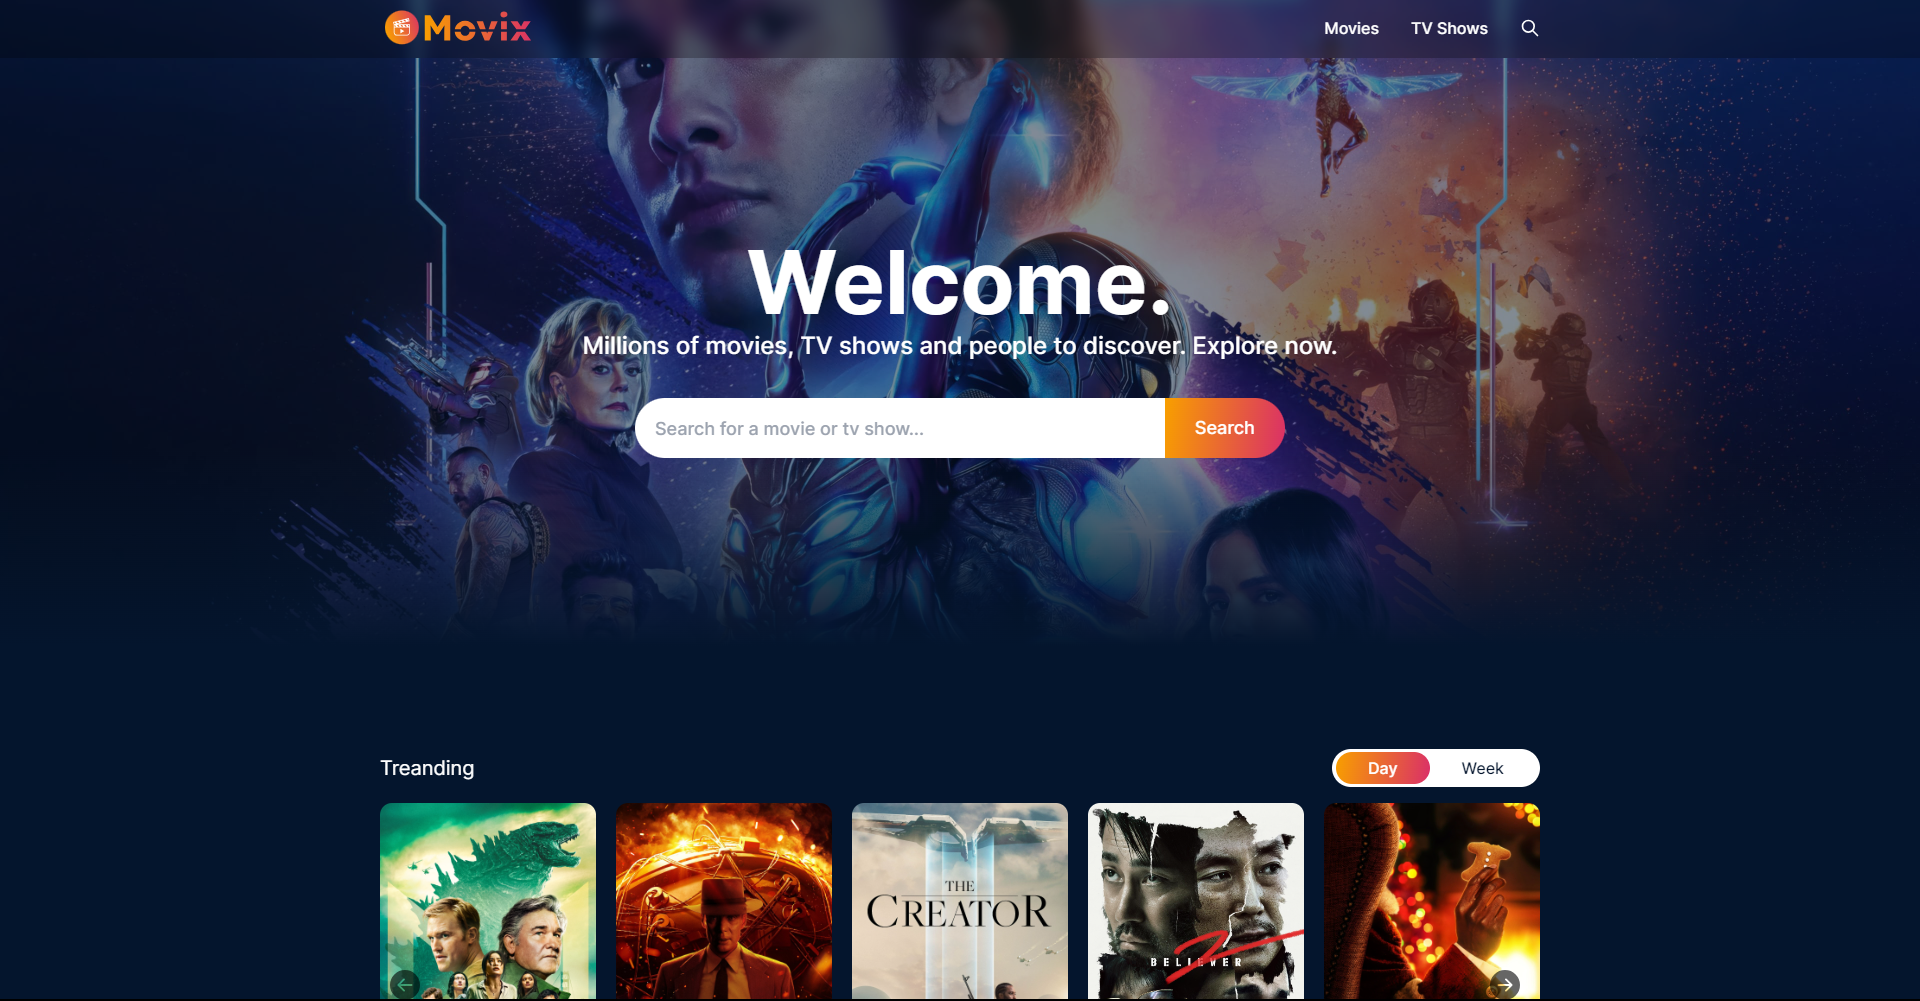 Movix
Movies
TV Shows
Welcome.
Millions of movies, TV shows and people to discover. Explore now.
Search for a movie or tv show...
Search
Treanding
Day
Week
THE
CREATOR
2
BELIEVER